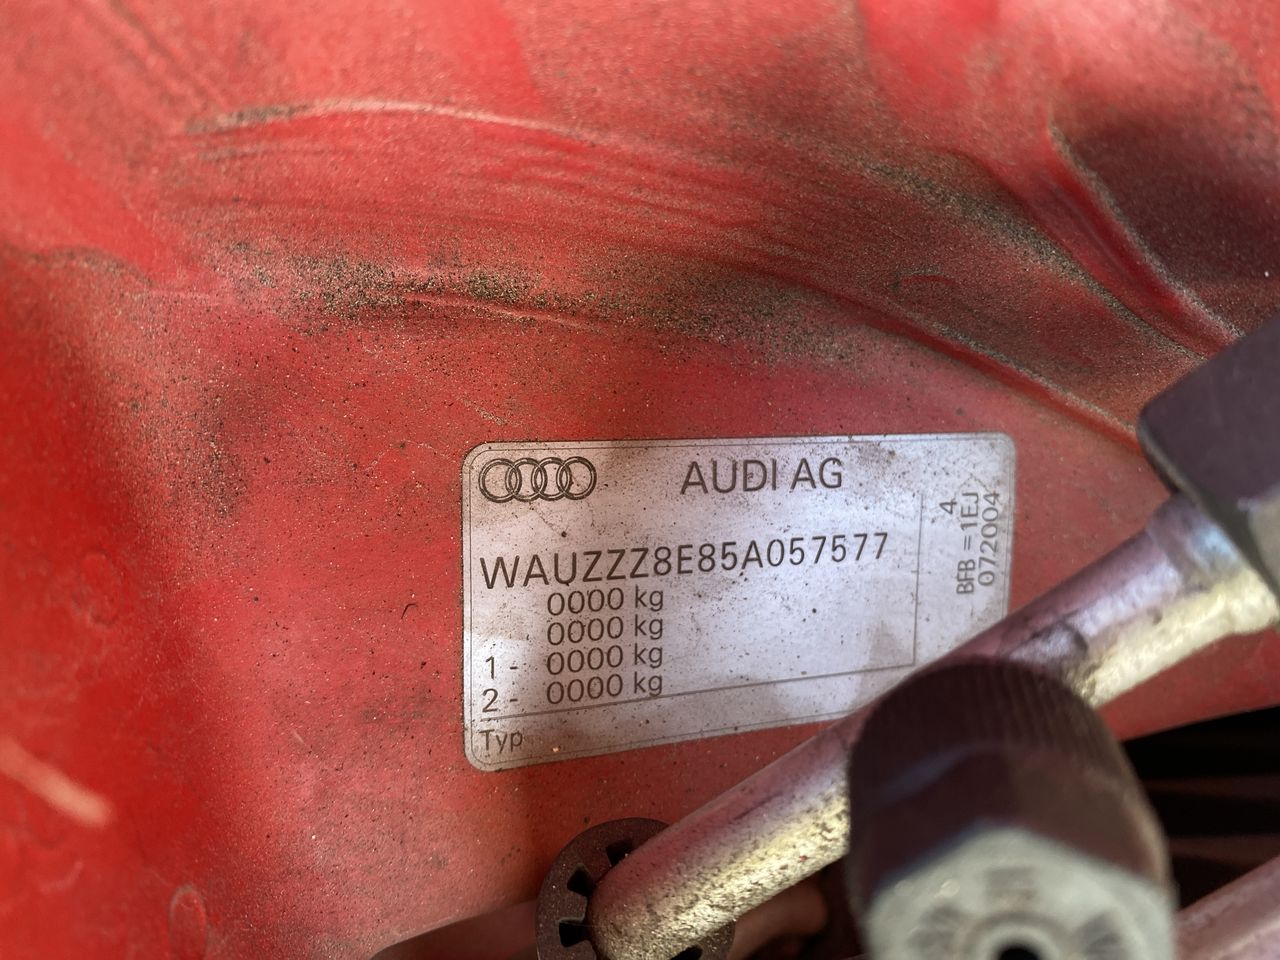 AUDI AG
WAUZZZ8E85A057577
0000 kg
0000 kg
1 - 0000 kg
2 - 0000 kg
Typ
4.
BFB = 1EJ
072004